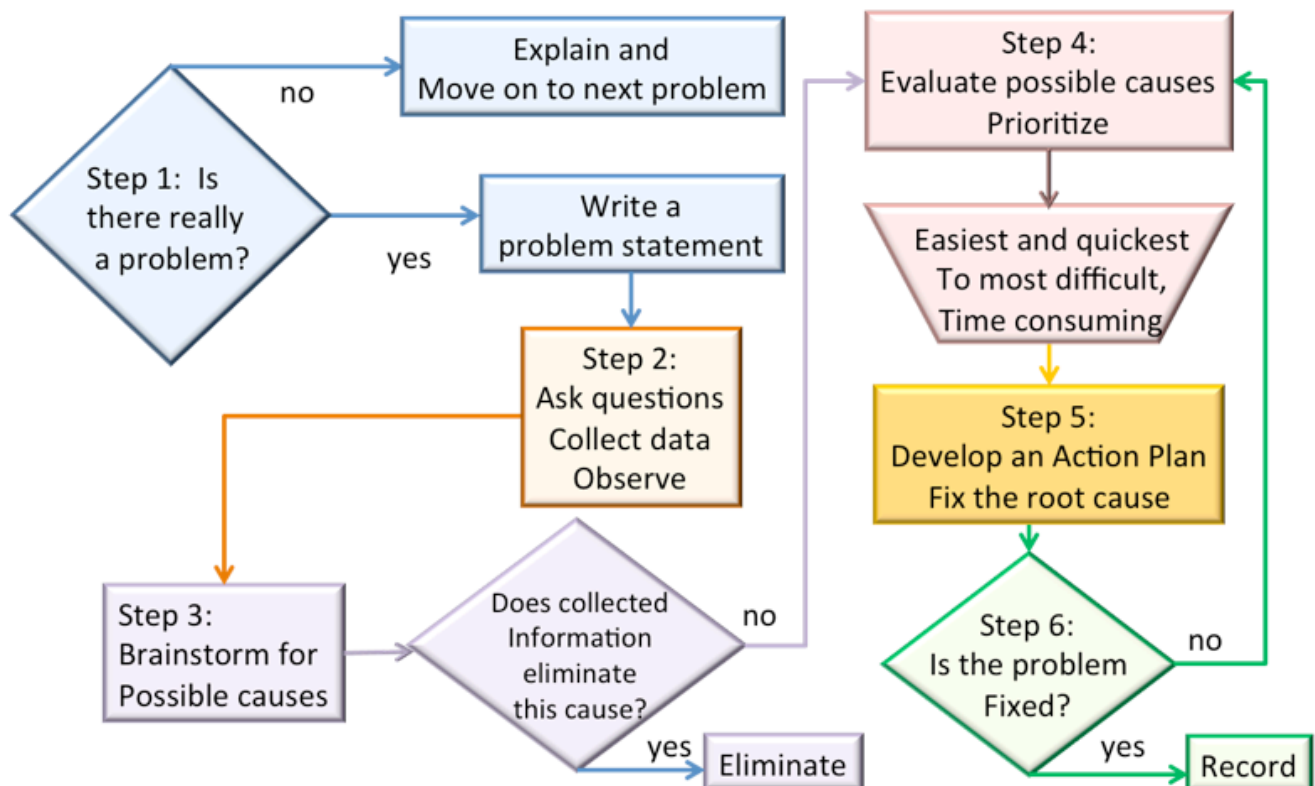 Step 1:  Is
there really
a problem?
no
Explain and
Move on to next problem
yes
Write a
problem statement
Step 2:
Ask questions
Collect data
Observe
Step 3:
Brainstorm for
Possible causes
Does collected
Information
eliminate
this cause?
yes
Eliminate
no
Step 4:
Evaluate possible causes
Prioritize
Easiest and quickest
To most difficult,
Time consuming
Step 5:
Develop an Action Plan
Fix the root cause
Step 6:
Is the problem
Fixed?
no
yes
Record